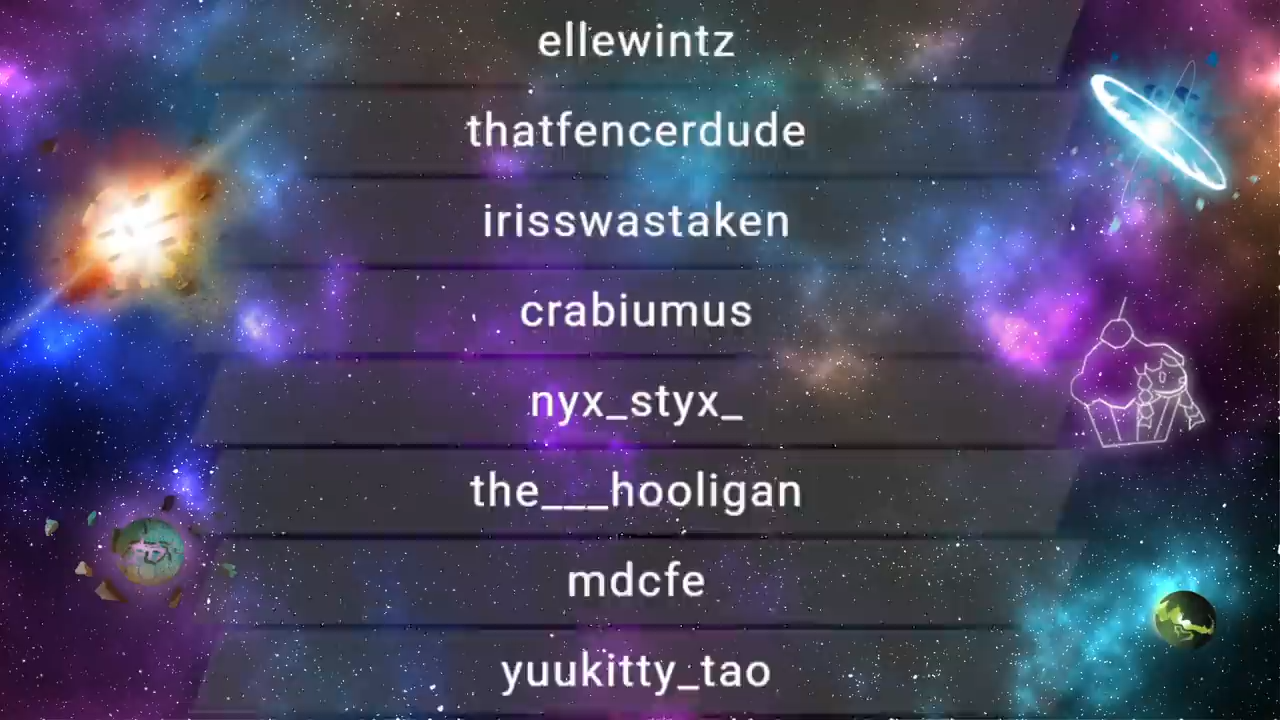 ellewintz
thatfencerdude
irisswastaken
crabiumus
nyx_styx_
the___hooligan
mdcfe
yuukitty_tao